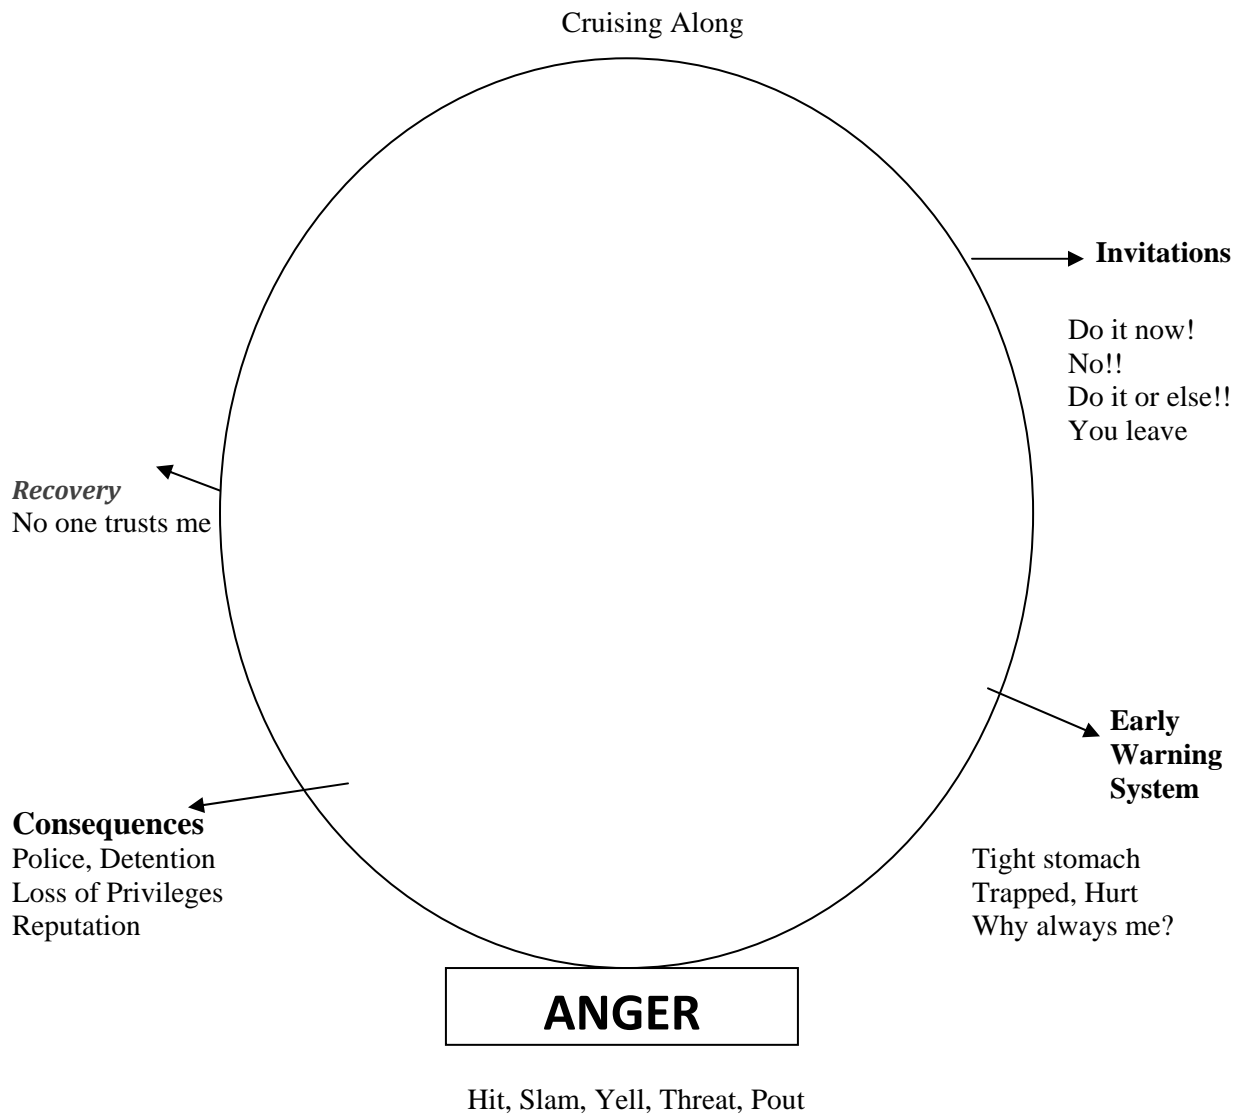 Cruising Along
Invitations
Do it now!
No!!
Do it or else!!
You leave
Recovery
No one trusts me
Early
Warning
System
Consequences
Police, Detention
Loss of Privileges
Reputation
Tight stomach
Trapped, Hurt
Why always me?
ANGER
Hit, Slam, Yell, Threat, Pout